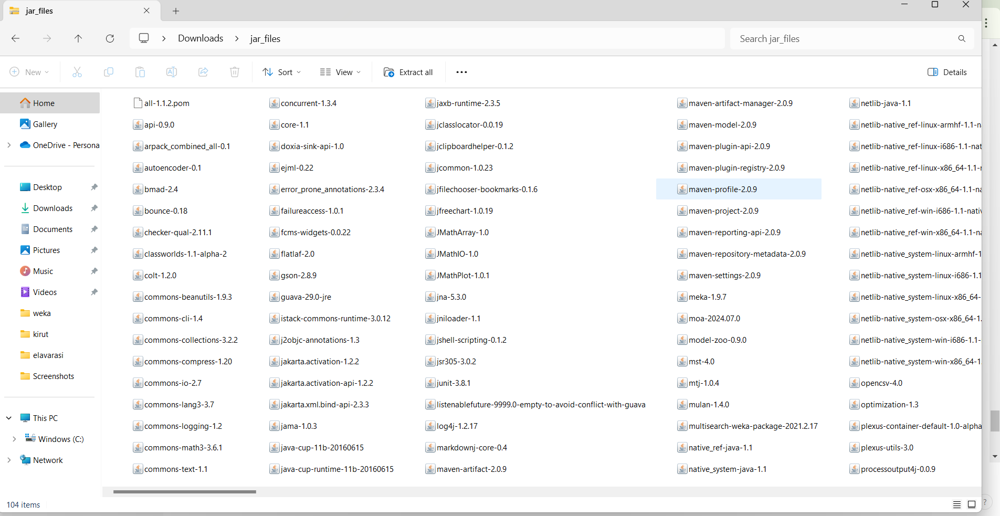 jar_files
Downloads
jar_files
Search jar_files
New
Sort
View
Extract all
Details
Home
Gallery
OneDrive - Persona
Desktop
Downloads
Documents
Pictures
Music
Videos
weka
kirut
elavarasi
Screenshots
This PC
Windows (C:)
Network
all-1.1.2.pom
api-0.9.0
arpack_combined_all-0.1
autoencoder-0.1
bmad-2.4
bounce-0.18
checker-qual-2.11.1
classworlds-1.1-alpha-2
colt-1.2.0
commons-beanutils-1.9.3
commons-cli-1.4
commons-collections-3.2.2
commons-compress-1.20
commons-io-2.7
commons-lang3-3.7
commons-logging-1.2
commons-math3-3.6.1
commons-text-1.1
concurrent-1.3.4
core-1.1
doxia-sink-api-1.0
ejml-0.22
error_prone_annotations-2.3.4
failureaccess-1.0.1
fcms-widgets-0.0.22
flatlaf-2.0
gson-2.8.9
guava-29.0-jre
istack-commons-runtime-3.0.12
j2objc-annotations-1.3
jakarta.activation-1.2.2
jakarta.activation-api-1.2.2
jakarta.xml.bind-api-2.3.3
jama-1.0.3
java-cup-11b-20160615
java-cup-runtime-11b-20160615
jaxb-runtime-2.3.5
jclasslocator-0.0.19
jclipboardhelper-0.1.2
jcommon-1.0.23
jfilechooser-bookmarks-0.1.6
jfreechart-1.0.19
JMathArray-1.0
JMathIO-1.0
JMathPlot-1.0.1
jna-5.3.0
jniloader-1.1
jshell-scripting-0.1.2
jsr305-3.0.2
junit-3.8.1
listenablefuture-9999.0-empty-to-avoid-conflict-with-guava
log4j-1.2.17
markdownj-core-0.4
maven-artifact-2.0.9
maven-artifact-manager-2.0.9
maven-model-2.0.9
maven-plugin-api-2.0.9
maven-plugin-registry-2.0.9
maven-profile-2.0.9
maven-project-2.0.9
maven-reporting-api-2.0.9
maven-repository-metadata-2.0.9
maven-settings-2.0.9
meka-1.9.7
moa-2024.07.0
model-zoo-0.9.0
mst-4.0
mtj-1.0.4
mulan-1.4.0
multisearch-weka-package-2021.2.17
native_ref-java-1.1
native_system-java-1.1
netlib-java-1.1
netlib-native_ref-linux-armhf-1.1-n
netlib-native_ref-linux-i686-1.1-nat
netlib-native_ref-linux-x86_64-1.1-r
netlib-native_ref-osx-x86_64-1.1-na
netlib-native_ref-win-i686-1.1-nativ
netlib-native_ref-win-x86_64-1.1-na
netlib-native_system-linux-armhf-1
netlib-native_system-linux-i686-1.1
netlib-native_system-linux-x86_64-
netlib-native_system-osx-x86_64-1.
netlib-native_system-win-i686-1.1-
netlib-native_system-win-x86_64-1.
opencsv-4.0
optimization-1.3
plexus-container-default-1.0-alpha
plexus-utils-3.0
processoutput4j-0.0.9
104 items